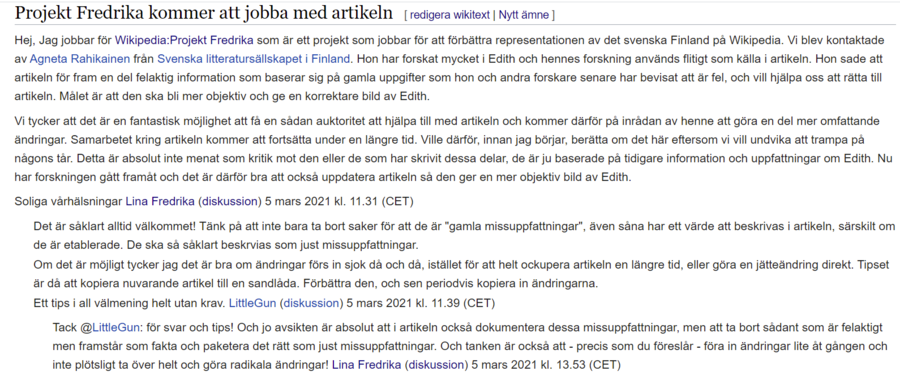 Projekt Fredrika kommer att jobba med artikeln [ redigera wikitext | Nytt ämne ]
Hej, Jag jobbar för Wikipedia:Projekt Fredrika som är ett projekt som jobbar för att förbättra representationen av det svenska Finland på Wikipedia. Vi blev kontaktade
av Agneta Rahikainen från Svenska litteratursällskapet i Finland. Hon har forskat mycket i Edith och hennes forskning används flitigt som källa i artikeln. Hon sade att
artikeln för fram en del felaktig information som baserar sig på gamla uppgifter som hon och andra forskare senare har bevisat att är fel, och vill hjälpa oss att rätta till
artikeln. Målet är att den ska bli mer objektiv och ge en korrektare bild av Edith.
Vi tycker att det är en fantastisk möjlighet att få en sådan auktoritet att hjälpa till med artikeln och kommer därför på inrådan av henne att göra en del mer omfattande
ändringar. Samarbetet kring artikeln kommer att fortsätta under en längre tid. Ville därför, innan jag börjar, berätta om det här eftersom vi vill undvika att trampa på
någons tår. Detta är absolut inte menat som kritik mot den eller de som har skrivit dessa delar, de är ju baserade på tidigare information och uppfattningar om Edith. Nu
har forskningen gått framåt och det är därför bra att också uppdatera artikeln så den ger en mer objektiv bild av Edith.
Soliga vårhälsningar Lina Fredrika (diskussion) 5 mars 2021 kl. 11.31 (CET)
Det är såklart alltid välkommet! Tänk på att inte bara ta bort saker för att de är "gamla missuppfattningar", även såna har ett värde att beskrivas i artikeln, särskilt om
de är etablerade. De ska så såklart beskrvias som just missuppfattningar.
Om det är möjligt tycker jag det är bra om ändringar förs in sjok då och då, istället för att helt ockupera artikeln en längre tid, eller göra en jätteändring direkt. Tipset
är då att kopiera nuvarande artikel till en sandlåda. Förbättra den, och sen periodvis kopiera in ändringarna.
Ett tips i all välmening helt utan krav. LittleGun (diskussion) 5 mars 2021 kl. 11.39 (CET)
Tack @LittleGun: för svar och tips! Och jo avsikten är absolut att i artikeln också dokumentera dessa missuppfattningar, men att ta bort sådant som är felaktigt
men framstår som fakta och paketera det rätt som just missuppfattningar. Och tanken är också att - precis som du föreslår - föra in ändringar lite åt gången och
inte plötsligt ta över helt och göra radikala ändringar! Lina Fredrika (diskussion) 5 mars 2021 kl. 13.53 (CET)